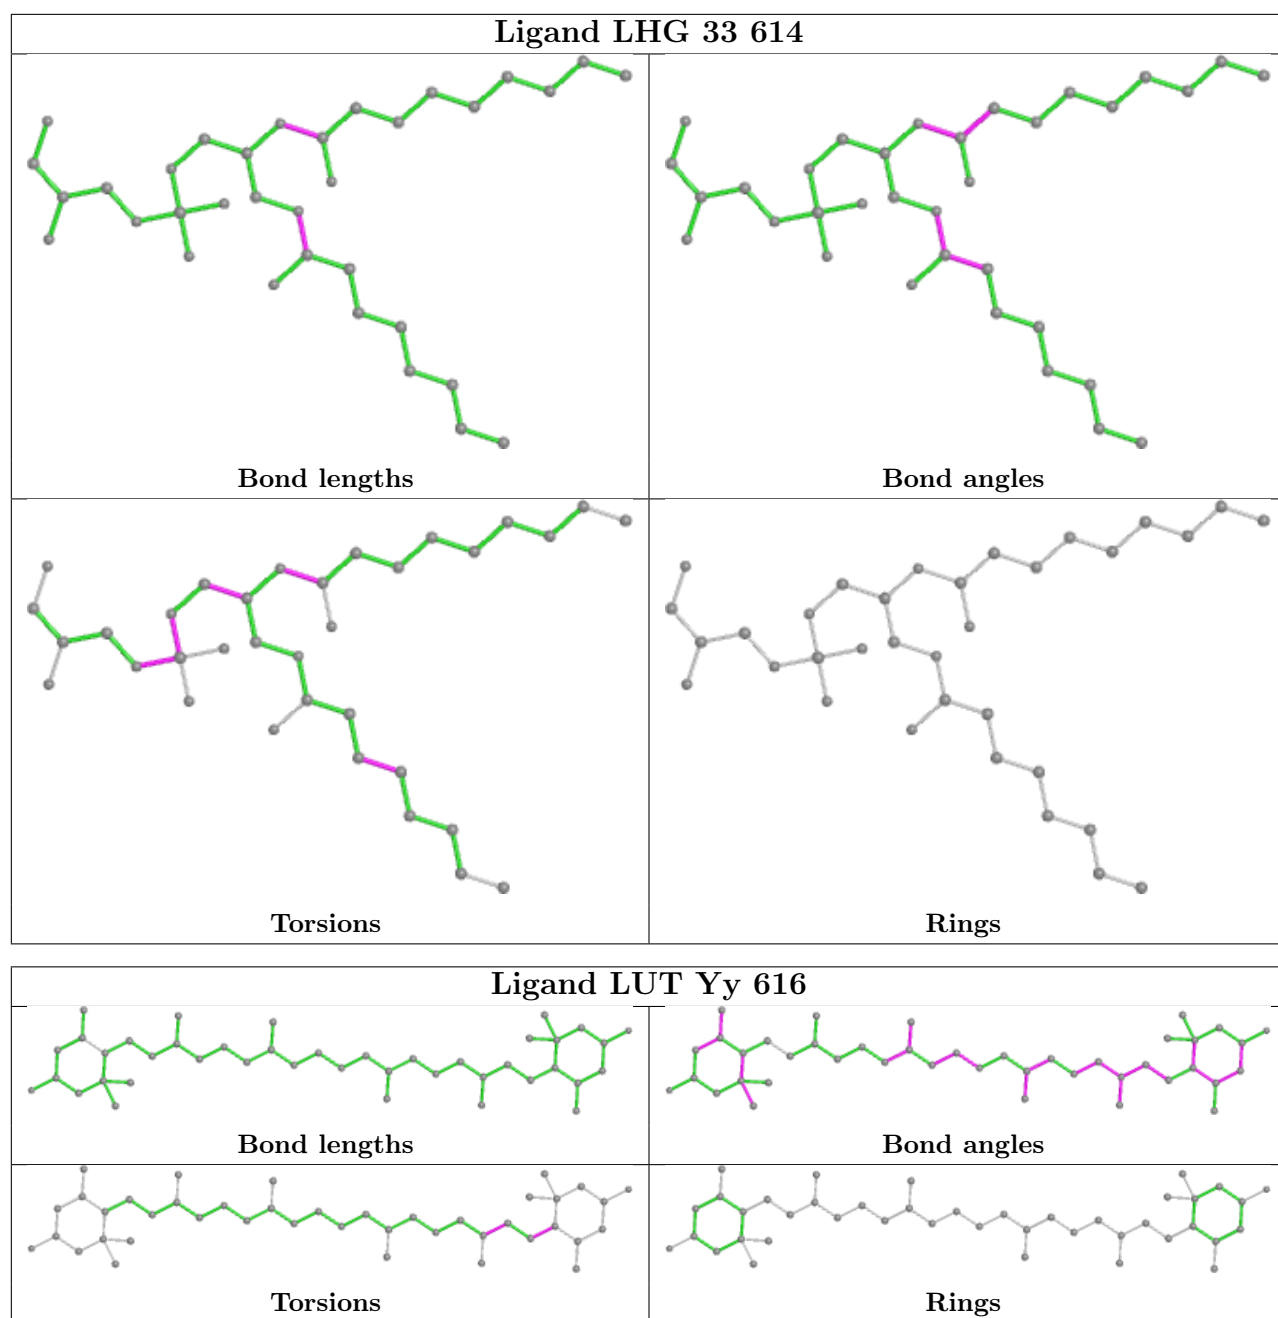 Ligand LHG 33 614
Bond lengths
Bond angles
Torsions
Rings
Ligand LUT Yy 616
Bond lengths
Bond angles
Torsions
Rings